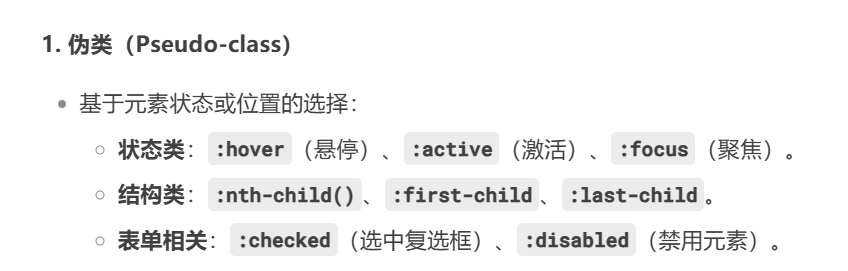 1. 伪类（Pseudo-class）
基于元素状态或位置的选择：
状态类：:hover（悬停）、:active（激活）、:focus（聚焦）。
结构类：:nth-child()、:first-child、:last-child。
表单相关：:checked（选中复选框）、:disabled（禁用元素）。